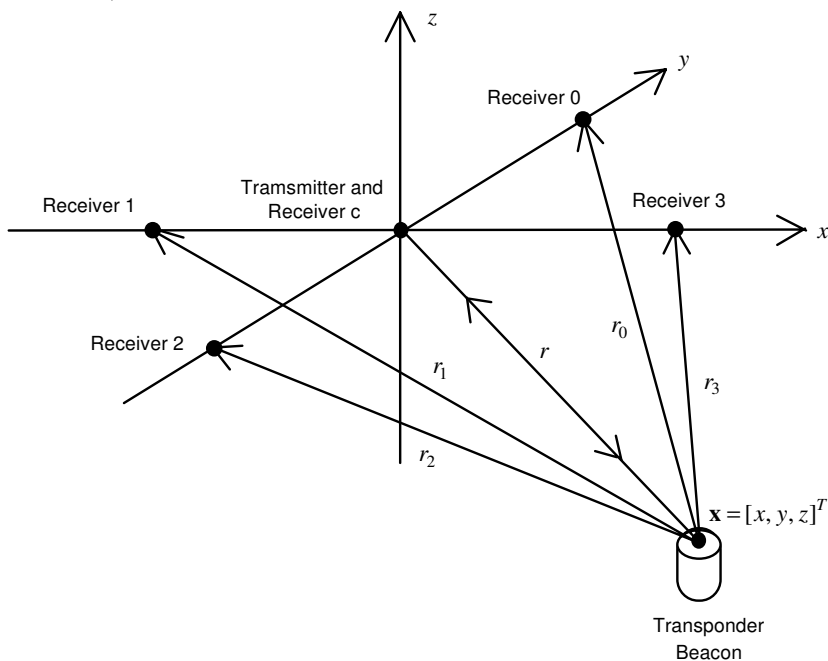 z
y
Receiver 0
Tramsmitter and
Receiver c
Receiver 1
Receiver 3
x
Receiver 2
r₀
r
r₁
r₃
r₂
𝐱 = [x, y, z]ᵀ
Transponder
Beacon